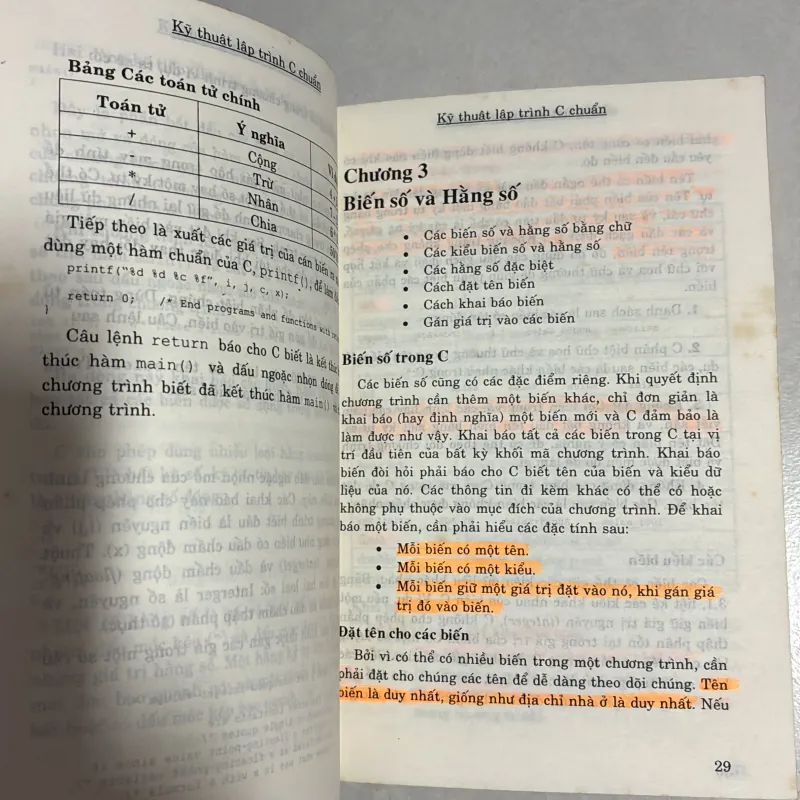 Kỹ thuật lập trình C chuẩn
Bảng Các toán tử chính
Toán tử Ý nghĩa
+ Cộng
- Trừ
* Nhân
/ Chia
Tiếp theo là xuất các giá trị của cán biến
dùng một hàm chuẩn của C, printf(), để
printf("%d %d %c %f", i, j, c, x);
return 0; /* End programs and functions with
}
Câu lệnh return báo cho C biết là kết
thúc hàm main() và dấu ngoặc nhọn đóng
chương trình biết đã kết thúc hàm main()
chương trình.
Kỹ thuật lập trình C chuẩn
Chương 3
Biến số và Hằng số
• Các biến số và hằng số bằng chữ
• Các kiểu biến số và hằng số
• Các hằng số đặc biệt
• Cách đặt tên biến
• Cách khai báo biến
• Gán giá trị vào các biến
Biến số trong C
Các biến số cũng có các đặc điểm riêng. Khi quyết định
chương trình cần thêm một biến khác, chỉ đơn giản là
khai báo (hay định nghĩa) một biến mới và C đảm bảo là
làm được như vậy. Khai báo tất cả các biến trong C tại vị
trí đầu tiên của bất kỳ khối mã chương trình. Khai báo
biến đòi hỏi phải báo cho C biết tên của biến và kiểu dữ
liệu của nó. Các thông tin đi kèm khác có thể có hoặc
không phụ thuộc vào mục đích của chương trình. Để khai
báo một biến, cần phải hiểu các đặc tính sau:
• Mỗi biến có một tên.
• Mỗi biến có một kiểu.
• Mỗi biến giữ một giá trị đặt vào nó, khi gán giá
trị đó vào biến.
Đặt tên cho các biến
Bởi vì có thể có nhiều biến trong một chương trình, cần
phải đặt cho chúng các tên để dễ dàng theo dõi chúng. Tên
biến là duy nhất, giống như địa chỉ nhà ở là duy nhất. Nếu
29